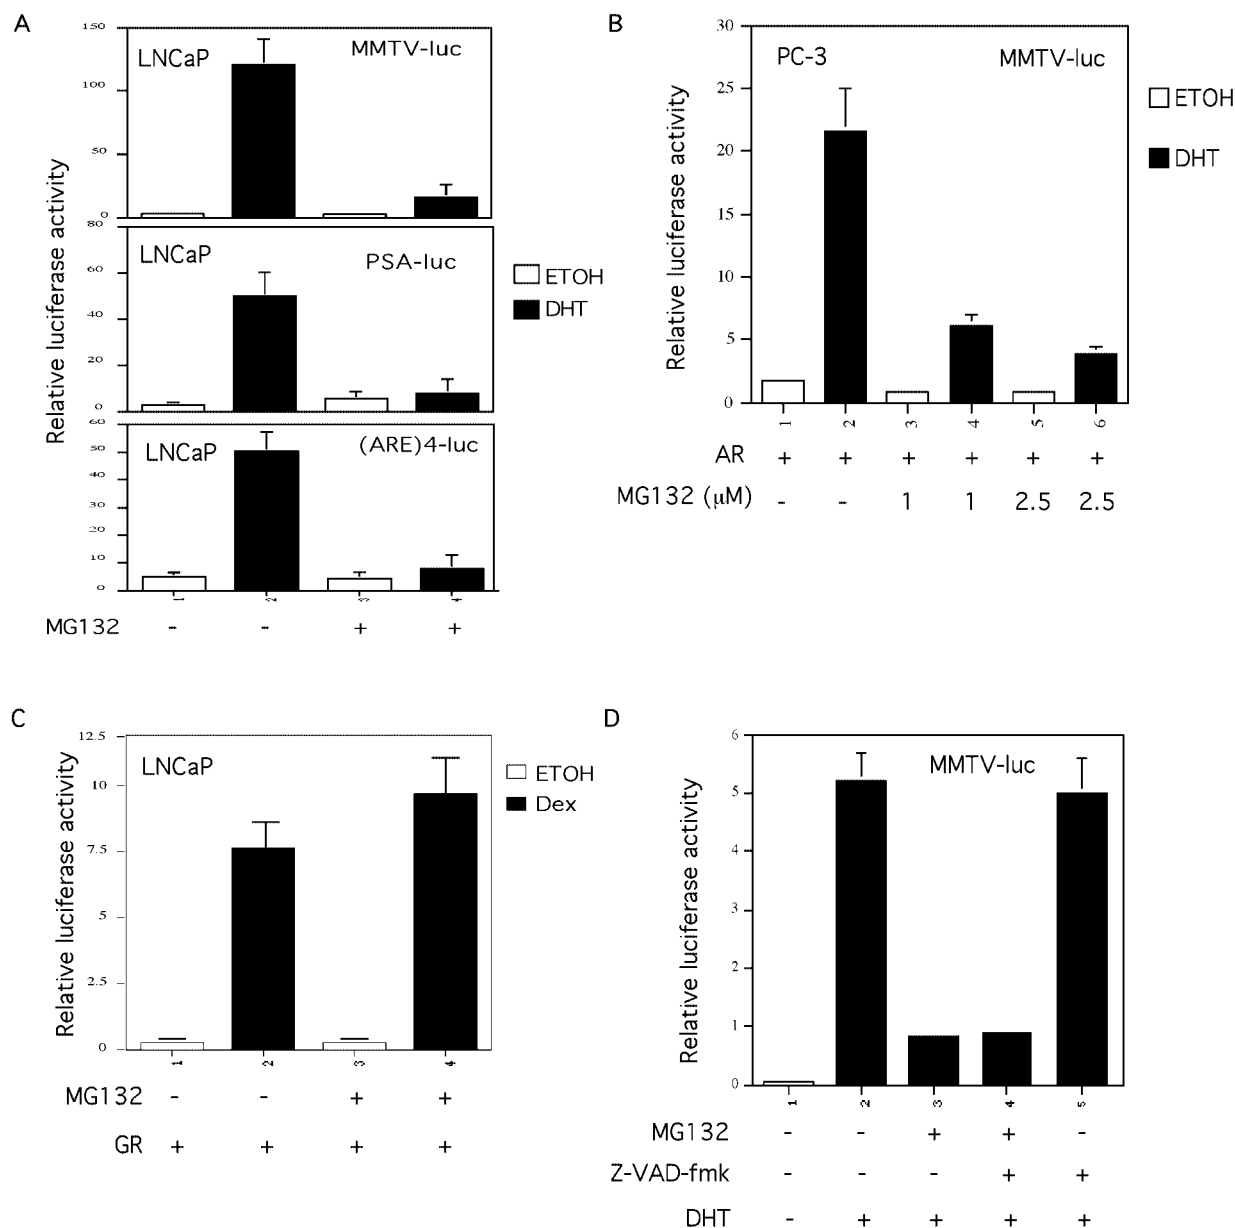 A
150
LNCaP
MMTV-luc
100
50
0
80
LNCaP
PSA-luc
60
40
20
0
60
LNCaP
(ARE)4-luc
50
40
30
20
10
0
Relative luciferase activity
ETOH
DHT
1 2 3 4
MG132 - - + +
B
30
PC-3
MMTV-luc
25
20
15
10
5
0
Relative luciferase activity
ETOH
DHT
1 2 3 4 5 6
AR + + + + + +
MG132 (μM) - - 1 1 2.5 2.5
C
12.5
LNCaP
10
7.5
5
2.5
0
Relative luciferase activity
ETOH
Dex
1 2 3 4
MG132 - - + +
GR + + + +
D
6
MMTV-luc
5
4
3
2
1
0
Relative luciferase activity
1 2 3 4 5
MG132 - - + + -
Z-VAD-fmk - - - + +
DHT - + + + +